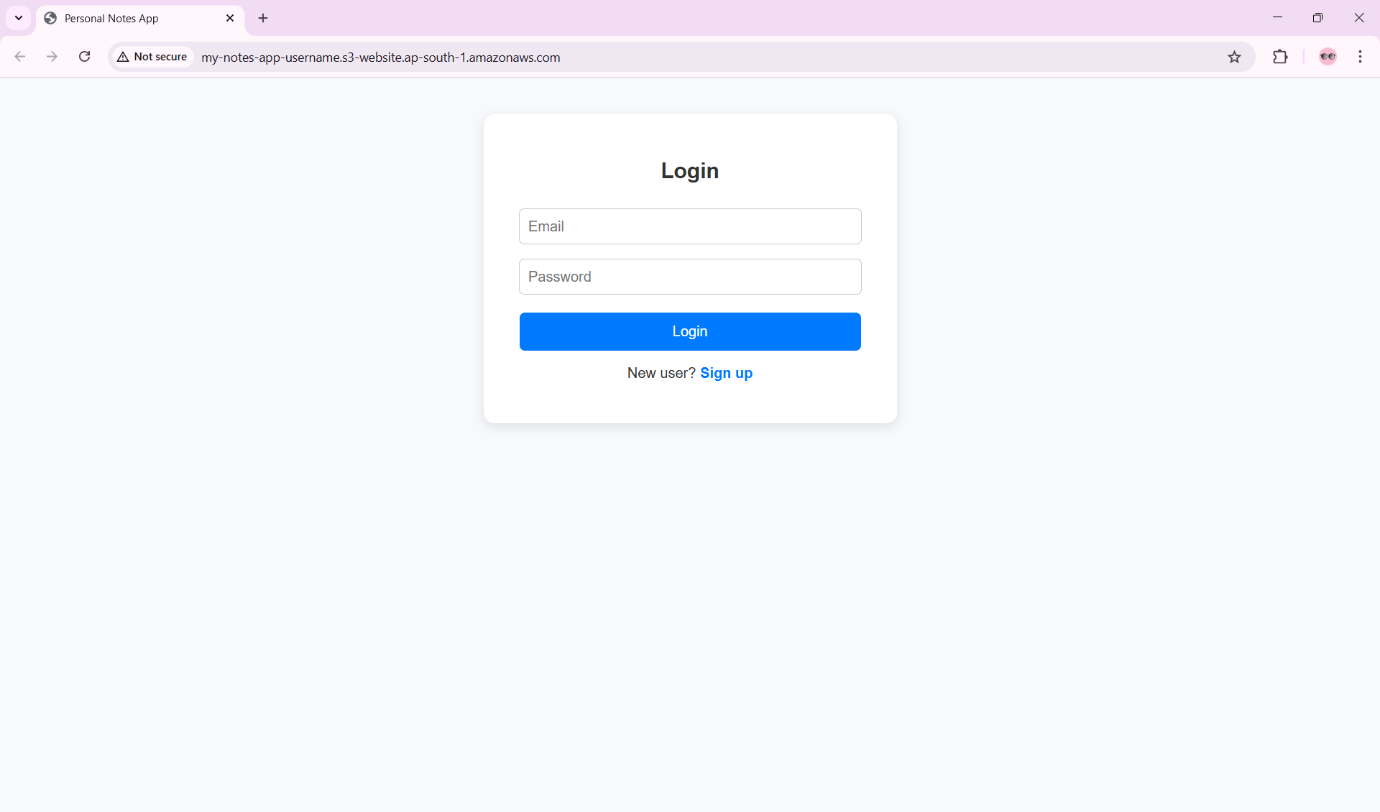 Personal Notes App
Not secure my-notes-app-username.s3-website.ap-south-1.amazonaws.com
Login
Email
Password
Login
New user? Sign up